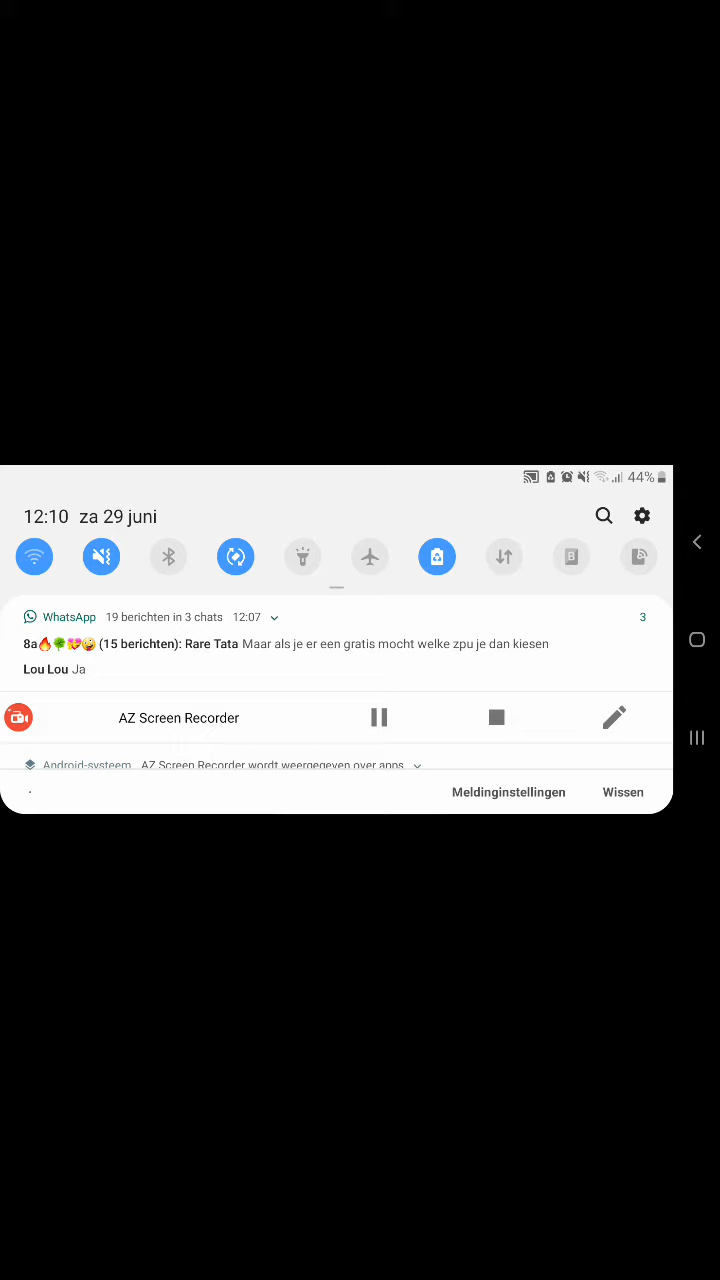 44%
12:10 za 29 juni
WhatsApp 19 berichten in 3 chats 12:07 3
8a🔥🌳💝🤪 (15 berichten): Rare Tata Maar als je er een gratis mocht welke zpu je dan kiesen
Lou Lou Ja
AZ Screen Recorder
Android-systeem AZ Screen Recorder wordt weergegeven over apps
Meldinginstellingen Wissen